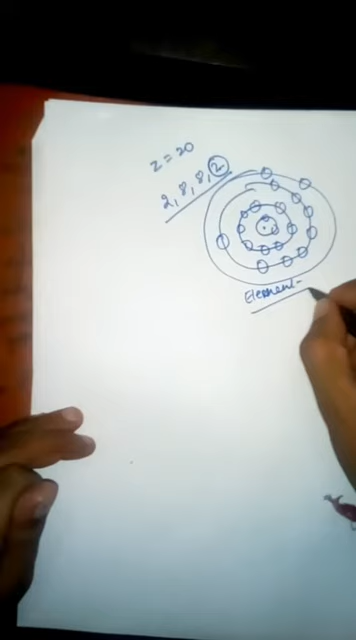 Z = 20
2, 8, 8, 2
Element-